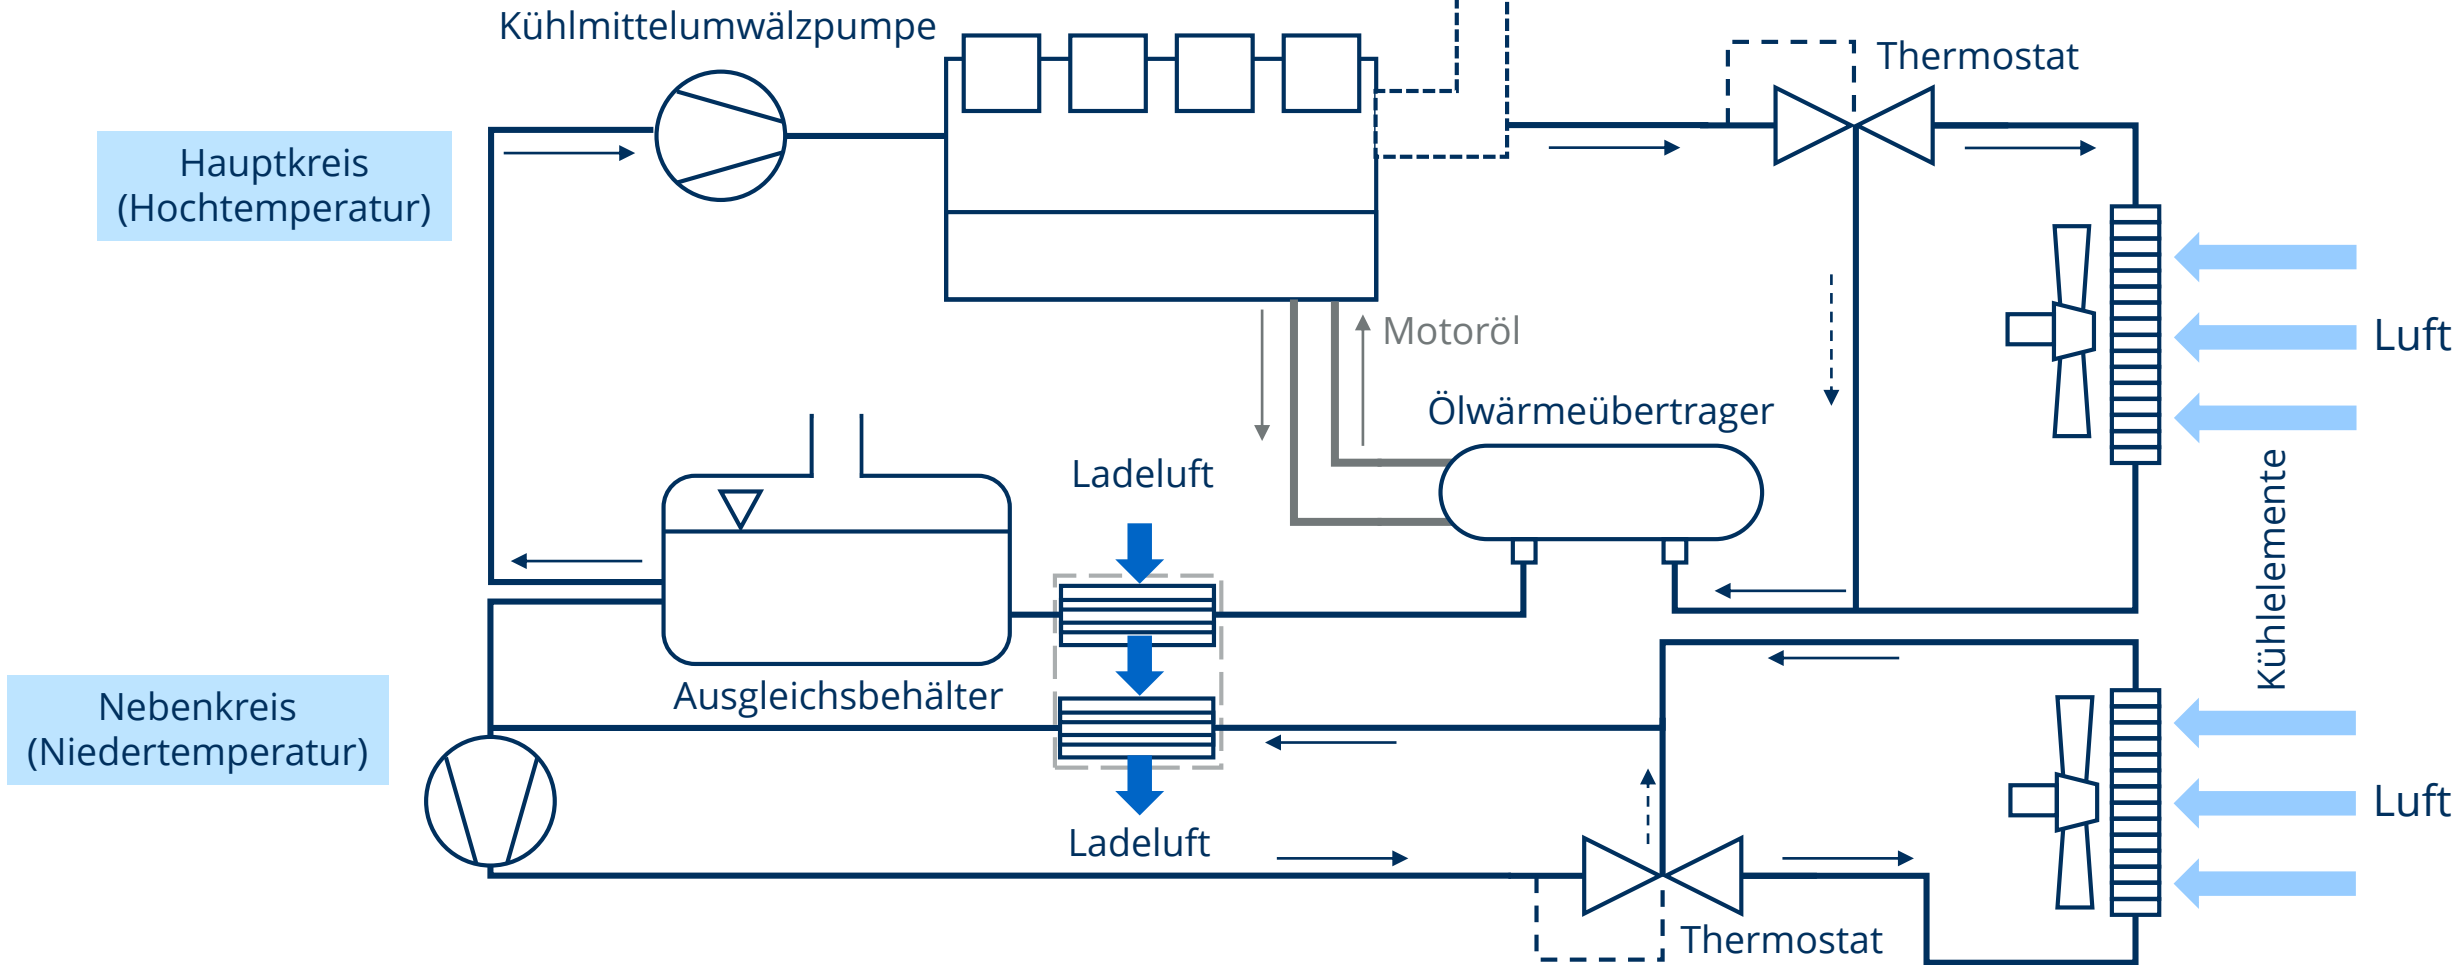 Kühlmittelumwälzpumpe
Thermostat
Hauptkreis
(Hochtemperatur)
Motoröl
Luft
Ölwärmeübertrager
Ladeluft
Kühlelemente
Ausgleichsbehälter
Nebenkreis
(Niedertemperatur)
Luft
Ladeluft
Thermostat